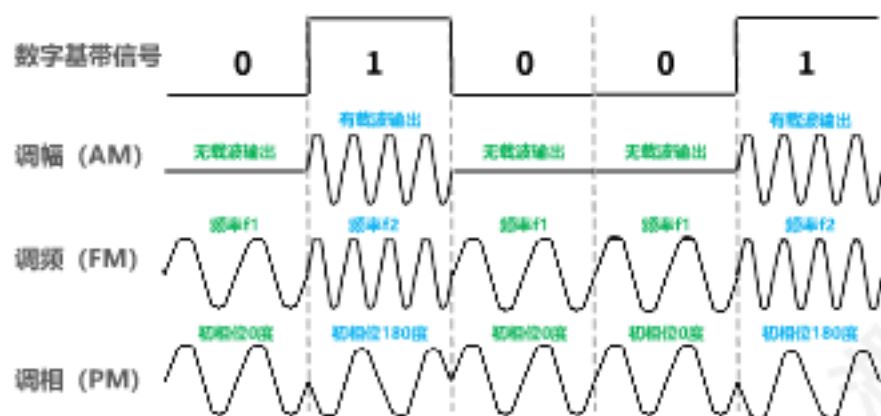 数字基带信号 0 1 0 0 1
有载波输出 有载波输出
调幅（AM） 无载波输出 无载波输出 无载波输出
频率f1 频率f2 频率f1 频率f1 频率f2
调频（FM）
初相位0度 初相位180度 初相位0度 初相位0度 初相位180度
调相（PM）